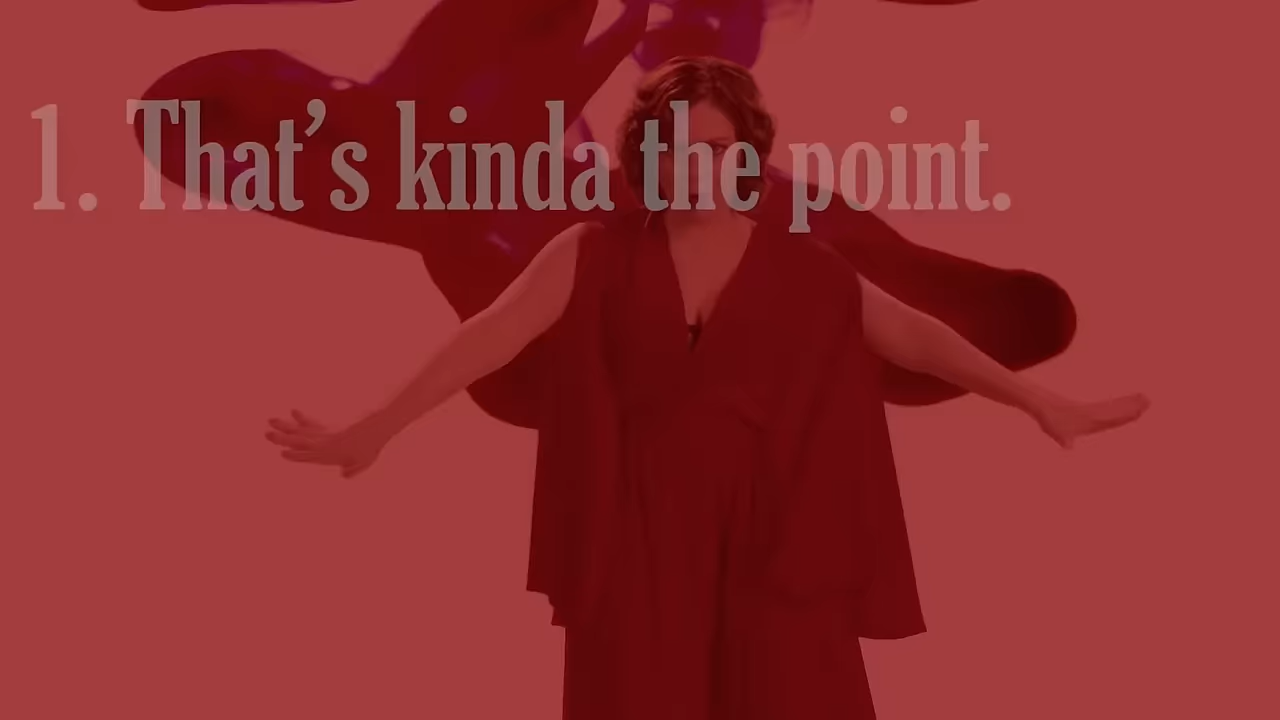 1. That’s kinda the point.